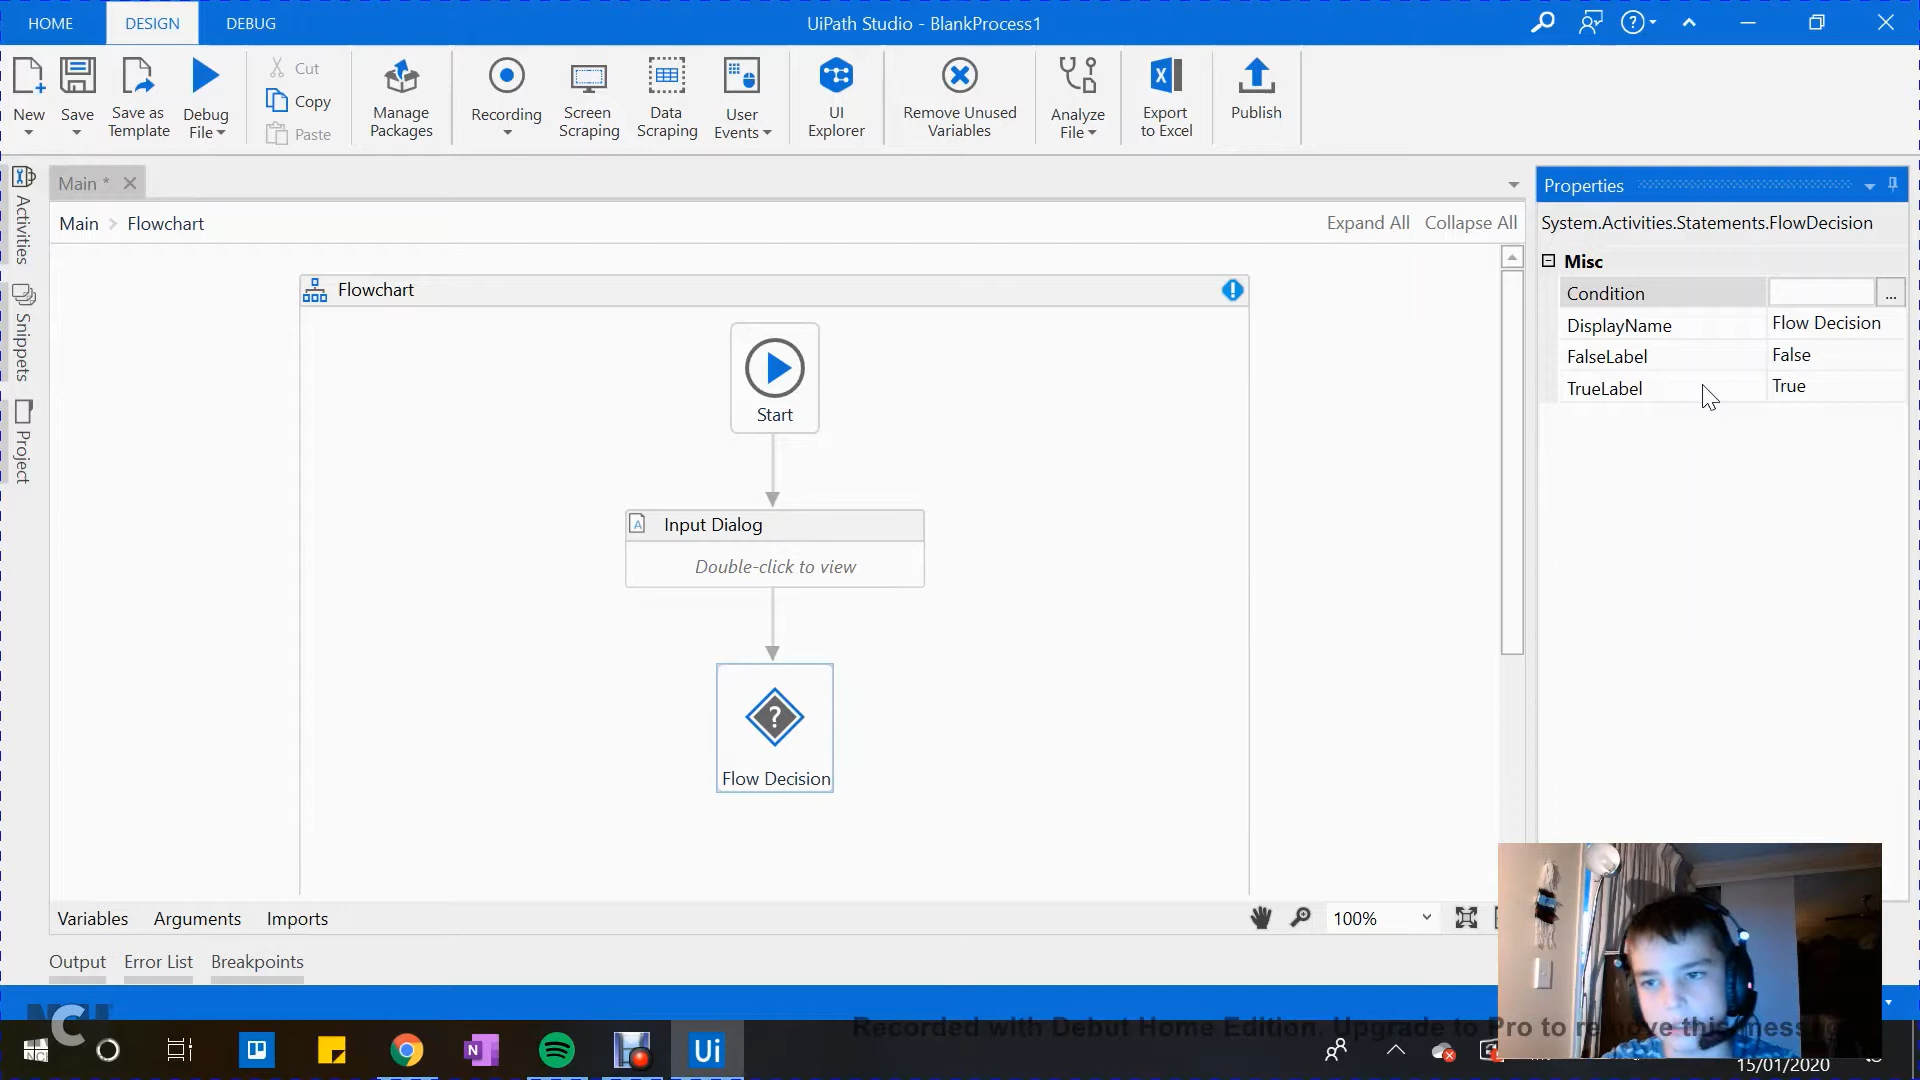 HOME DESIGN DEBUG
UiPath Studio - BlankProcess1
New
Save
Save as
Template
Debug
File
Cut
Copy
Paste
Manage
Packages
Recording
Screen
Scraping
Data
Scraping
User
Events
UI
Explorer
Remove Unused
Variables
Analyze
File
Export
to Excel
Publish
Activities
Snippets
Project
Main *
Main > Flowchart
Expand All Collapse All
Flowchart
Start
Input Dialog
Double-click to view
Flow Decision
Properties
System.Activities.Statements.FlowDecision
Misc
Condition ...
DisplayName Flow Decision
FalseLabel False
TrueLabel True
Variables Arguments Imports
100%
Output Error List Breakpoints
Recorded with Debut Home Edition. Upgrade to Pro to remove this
Ui
15/01/2020